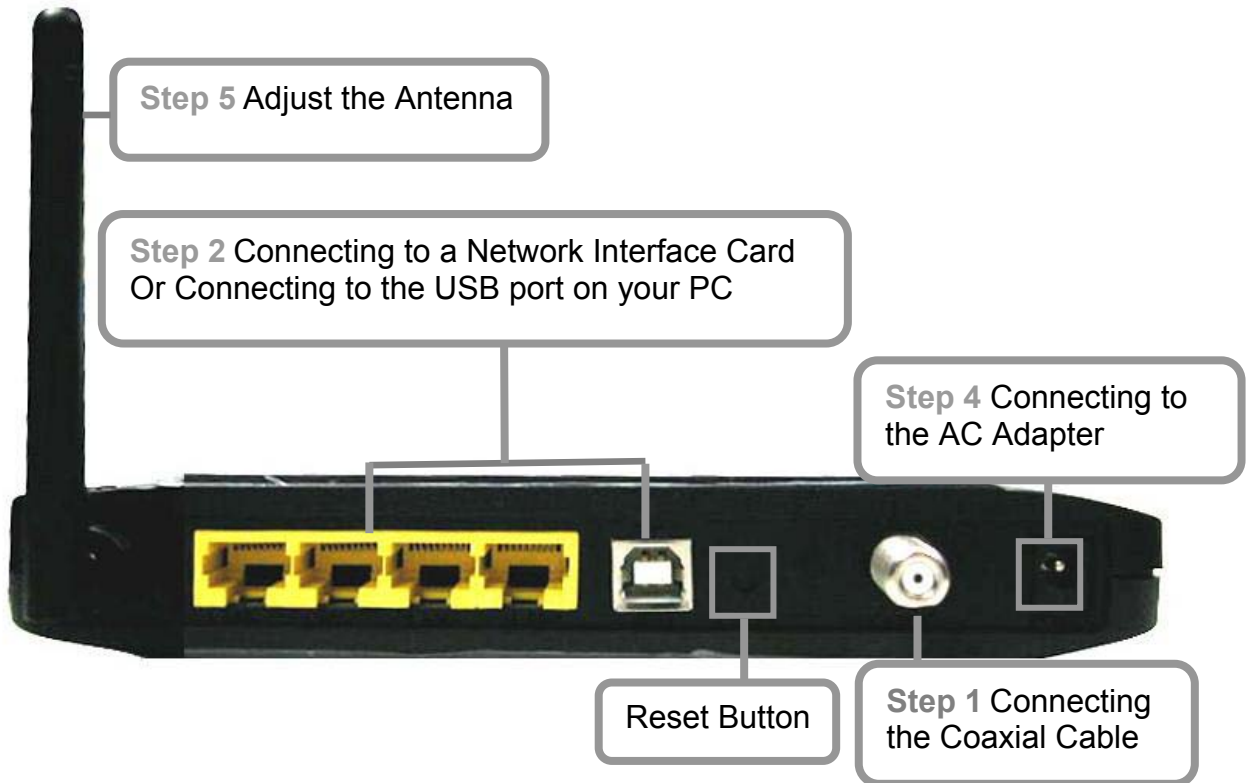 Step 5 Adjust the Antenna
Step 2 Connecting to a Network Interface Card
Or Connecting to the USB port on your PC
Step 4 Connecting to
the AC Adapter
Reset Button
Step 1 Connecting
the Coaxial Cable